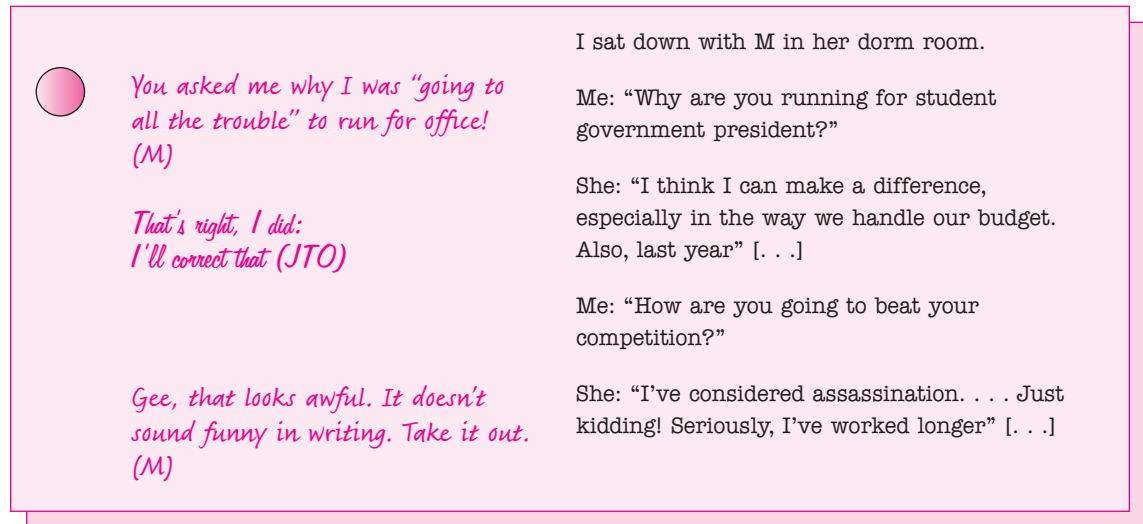 You asked me why I was “going to
all the trouble” to run for office!
(M)
That's right, I did:
I'll correct that (JTO)
Gee, that looks awful. It doesn't
sound funny in writing. Take it out.
(M)
I sat down with M in her dorm room.
Me: “Why are you running for student
government president?”
She: “I think I can make a difference,
especially in the way we handle our budget.
Also, last year” [. . .]
Me: “How are you going to beat your
competition?”
She: “I’ve considered assassination. . . . Just
kidding! Seriously, I’ve worked longer” [. . .]